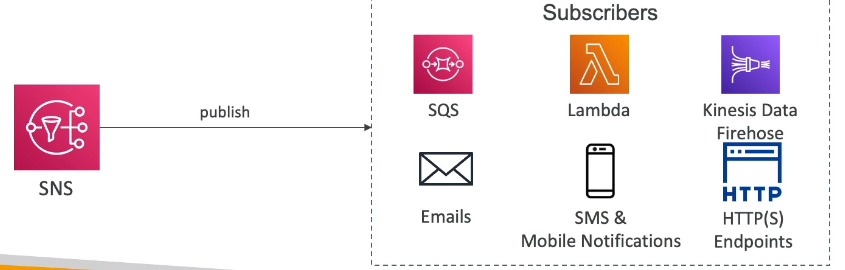 Subscribers
publish
SNS
SQS
Lambda
Kinesis Data
Firehose
Emails
SMS &
Mobile Notifications
HTTP
HTTP(S)
Endpoints